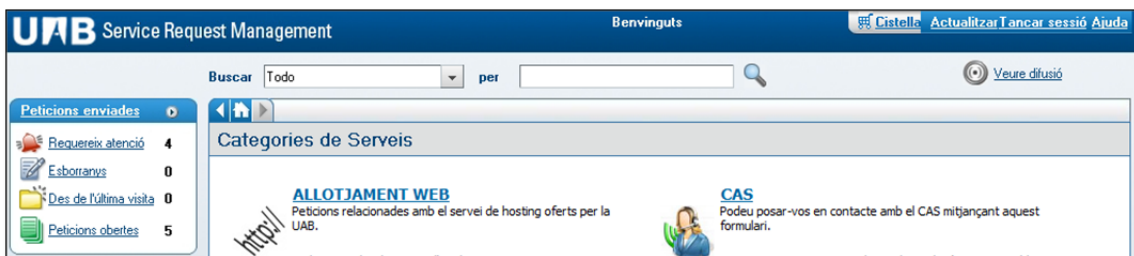 UAB Service Request Management
Benvinguts
Cistella Actualitzar Tancar sessió Ajuda
Buscar Todo per
Veure difusió
Peticions enviades
Requereix atenció 4
Esborranys 0
Des de l'última visita 0
Peticions obertes 5
Categories de Serveis
http://
ALLOTJAMENT WEB
Peticions relacionades amb el servei de hosting oferts per la
UAB.
CAS
Podeu posar-vos en contacte amb el CAS mitjançant aquest
formulari.